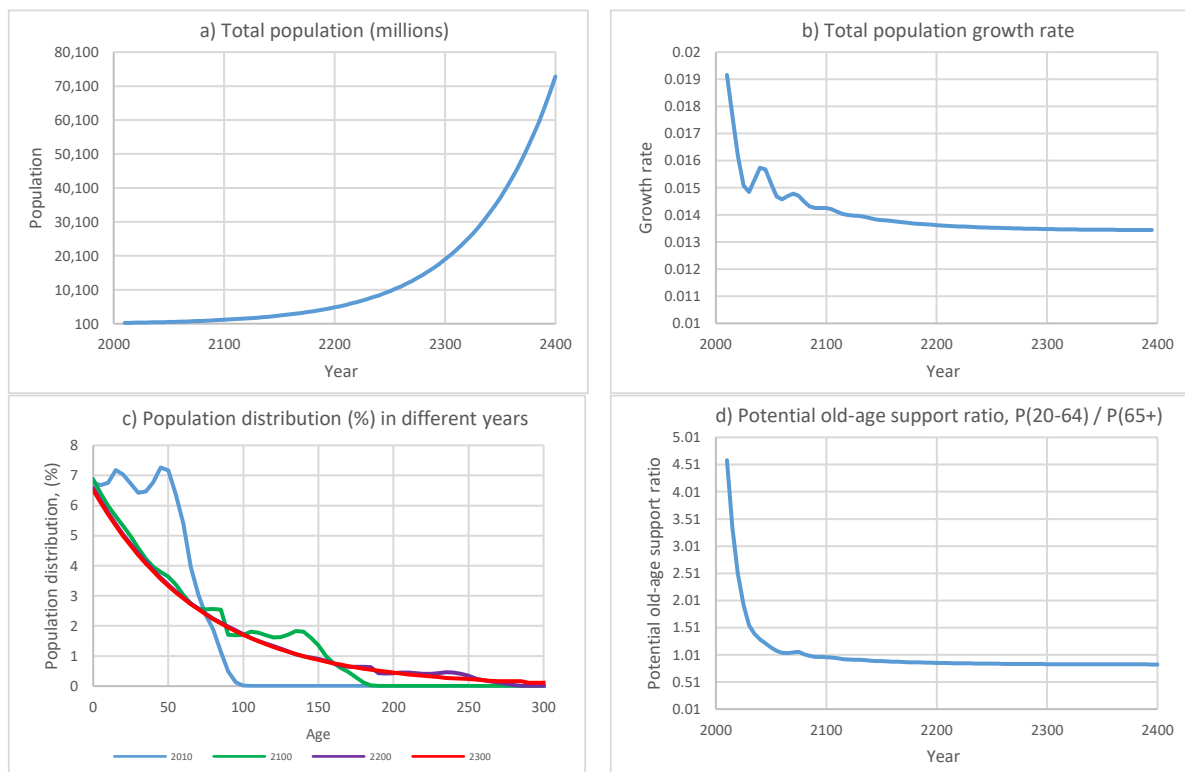 a) Total population (millions)
80,100
70,100
60,100
50,100
40,100
30,100
20,100
10,100
100
Population
2000 2100 2200 2300 2400
Year
b) Total population growth rate
0.02
0.019
0.018
0.017
0.016
0.015
0.014
0.013
0.012
0.011
0.01
Growth rate
2000 2100 2200 2300 2400
Year
c) Population distribution (%) in different years
8
7
6
5
4
3
2
1
0
Population distribution, (%)
0 50 100 150 200 250 300
Age
2010 2100 2200 2300
d) Potential old-age support ratio, P(20-64) / P(65+)
5.01
4.51
4.01
3.51
3.01
2.51
2.01
1.51
1.01
0.51
0.01
Potential old-age support ratio
2000 2100 2200 2300 2400
Year